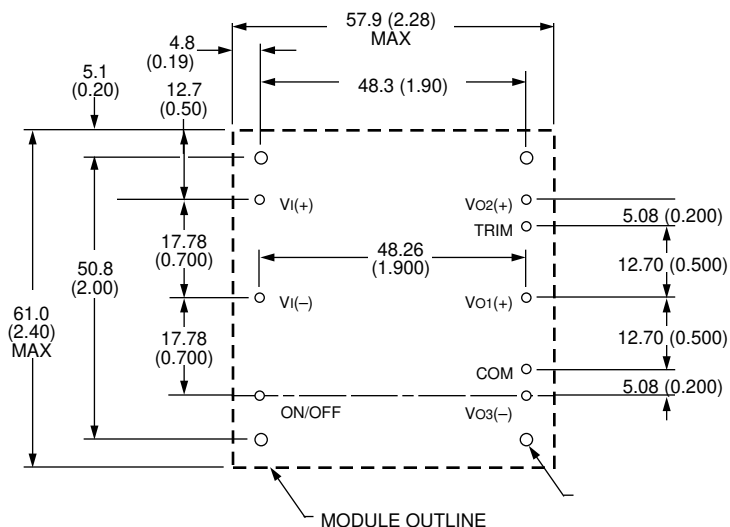 57.9 (2.28)
MAX
4.8
(0.19)
48.3 (1.90)
5.1
(0.20)
12.7
(0.50)
VI(+)
VO2(+)
5.08 (0.200)
TRIM
17.78
(0.700)
48.26
(1.900)
12.70 (0.500)
50.8
(2.00)
61.0
(2.40)
MAX
VI(–)
VO1(+)
17.78
(0.700)
12.70 (0.500)
COM
5.08 (0.200)
ON/OFF
VO3(–)
MODULE OUTLINE